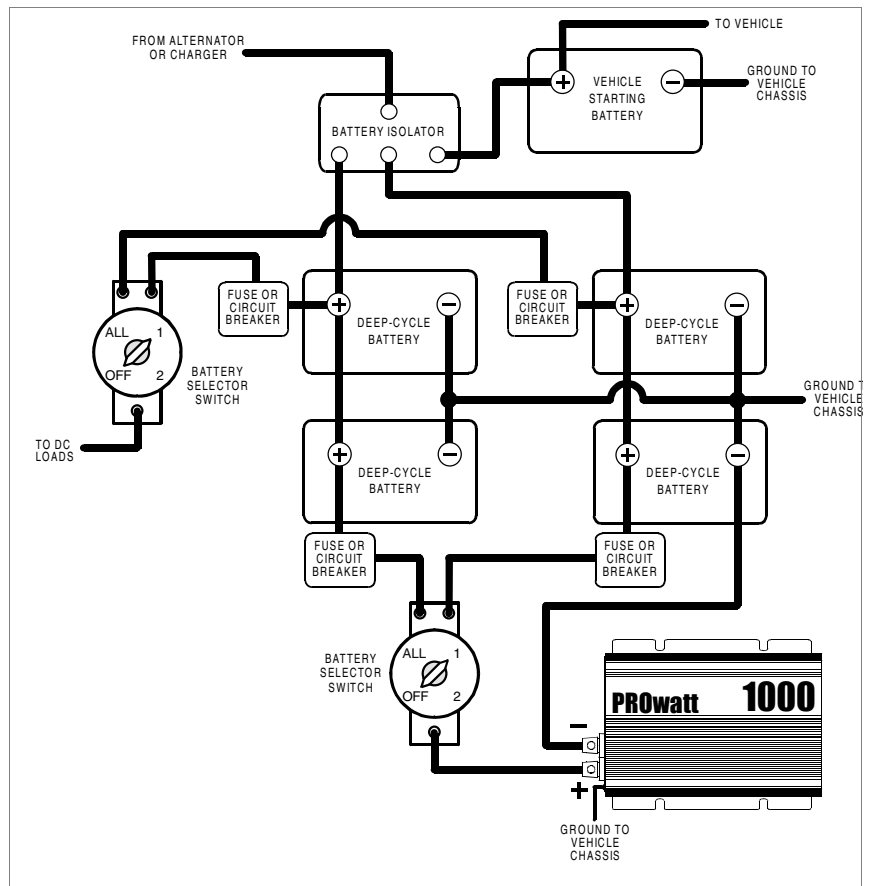 TO VEHICLE
FROM ALTERNATOR
OR CHARGER
+
VEHICLE
STARTING
BATTERY
−
GROUND TO
VEHICLE
CHASSIS
BATTERY ISOLATOR
FUSE OR
CIRCUIT
BREAKER
+
−
DEEP-CYCLE
BATTERY
FUSE OR
CIRCUIT
BREAKER
+
−
DEEP-CYCLE
BATTERY
ALL 1
OFF 2
BATTERY
SELECTOR
SWITCH
GROUND T
VEHICLE
CHASSIS
TO DC
LOADS
+
−
DEEP-CYCLE
BATTERY
+
−
DEEP-CYCLE
BATTERY
FUSE OR
CIRCUIT
BREAKER
FUSE OR
CIRCUIT
BREAKER
BATTERY
SELECTOR
SWITCH
ALL 1
OFF 2
PROwatt 1000
−
+
GROUND TO
VEHICLE
CHASSIS